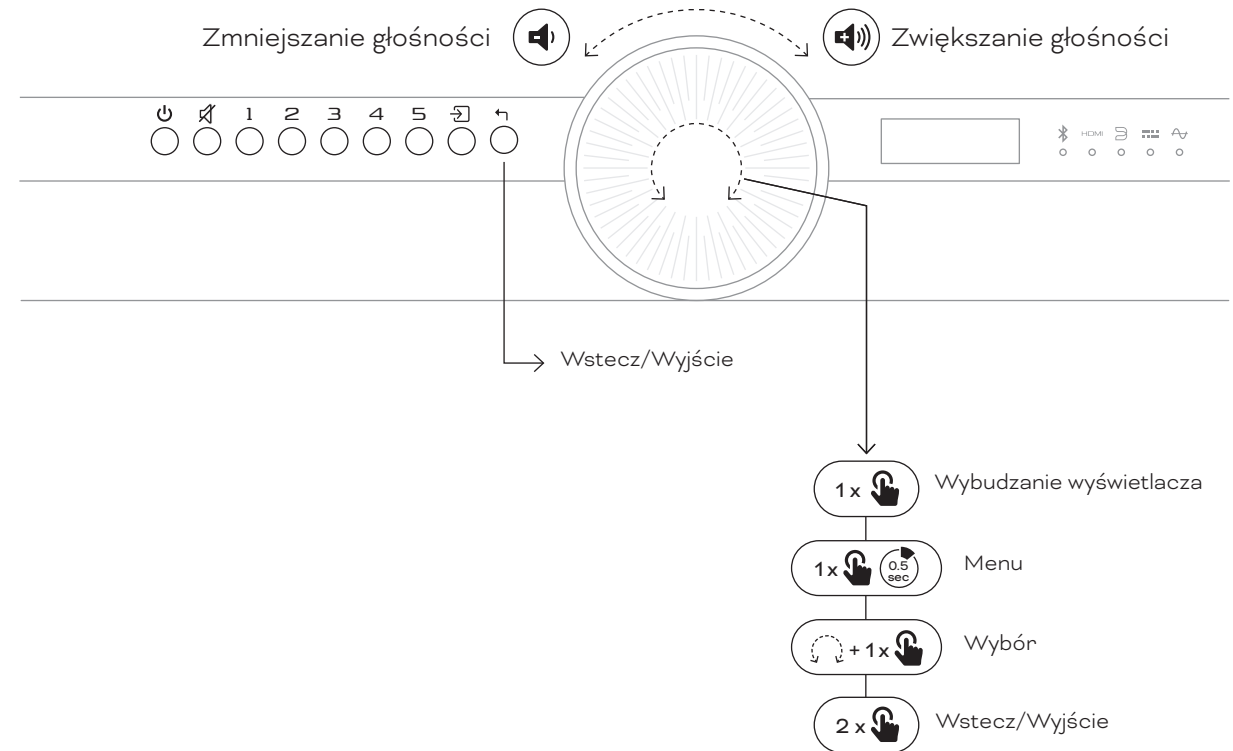 Zmniejszanie głośności
Zwiększanie głośności
1 2 3 4 5
HDMI
Wstecz/Wyjście
1 x
Wybudzanie wyświetlacza
1 x 0.5 sec
Menu
+ 1 x
Wybór
2 x
Wstecz/Wyjście